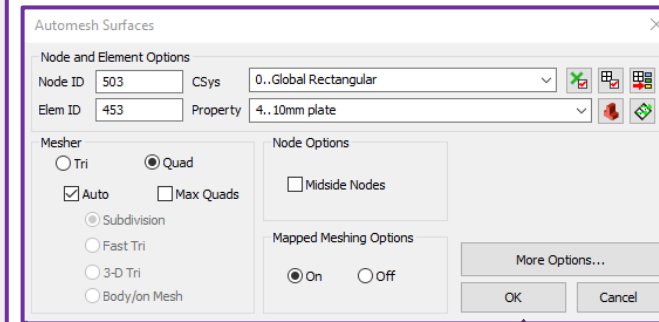 Automesh Surfaces
Node and Element Options
Node ID 503 CSys 0..Global Rectangular
Elem ID 453 Property 4..10mm plate
Mesher
Tri Quad
Auto Max Quads
Subdivision
Fast Tri
3-D Tri
Body/on Mesh
Node Options
Midside Nodes
Mapped Meshing Options
On Off
More Options...
OK Cancel